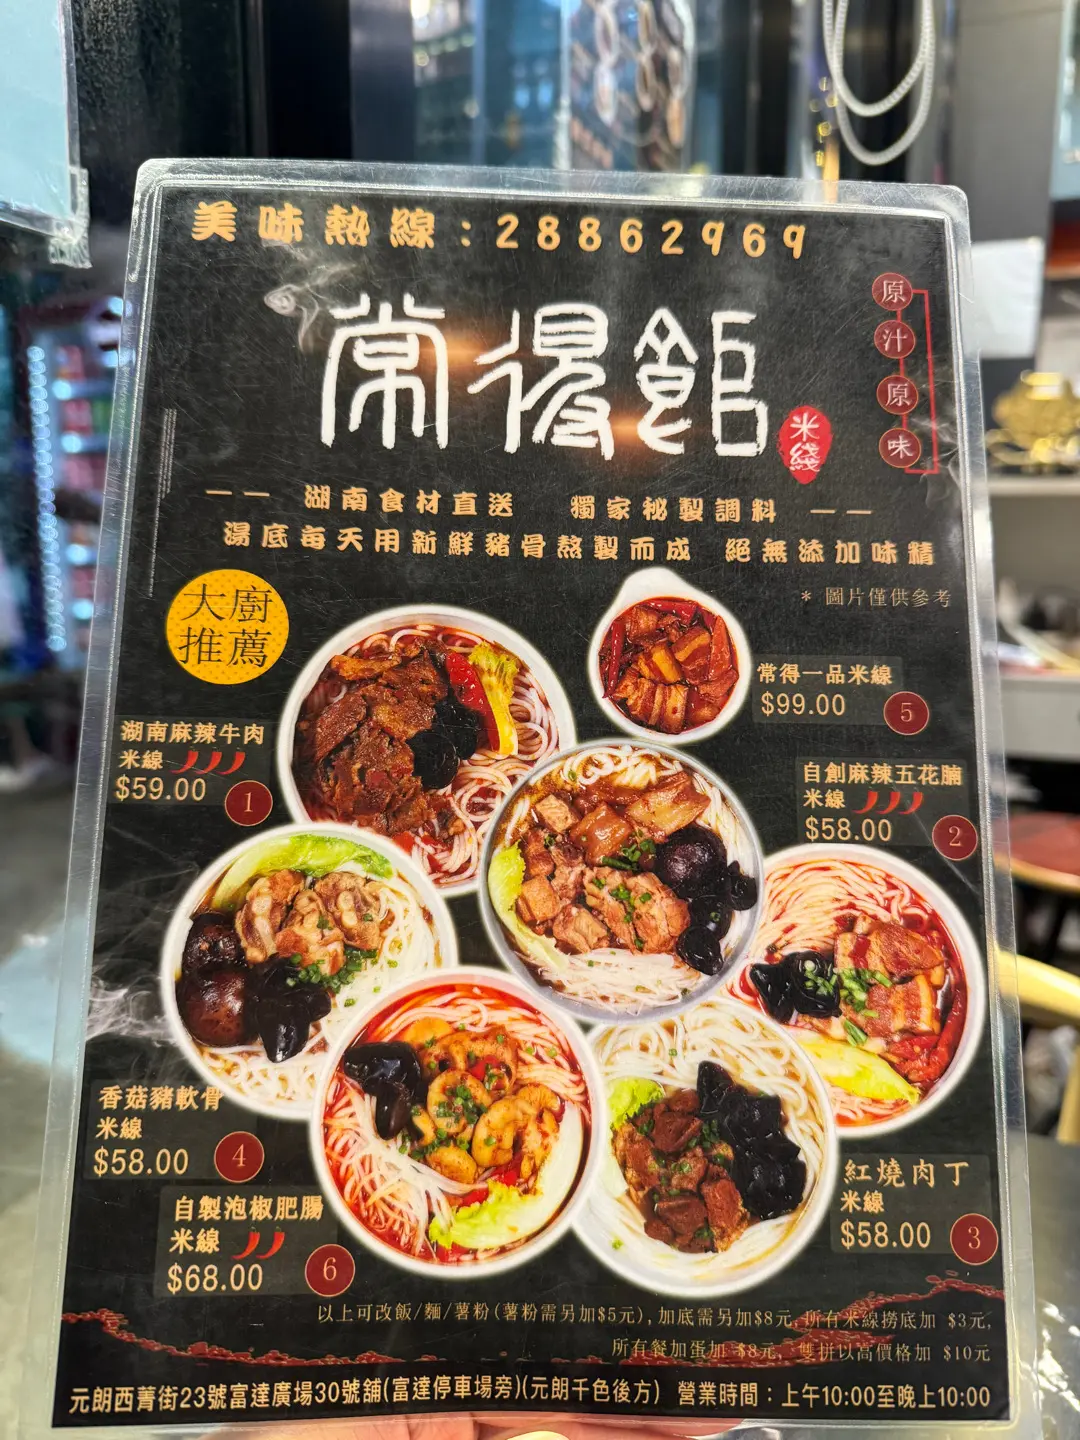 美味熱線:28862969
常得館
米綫
原汁原味
—— 湖南食材直送 獨家秘製調料 ——
湯底每天用新鮮豬骨熬製而成 絕無添加味精
* 圖片僅供參考
大廚
推薦
湖南麻辣牛肉
米線
$59.00
1
常得一品米線
$99.00
5
自創麻辣五花腩
米線
$58.00
2
香菇豬軟骨
米線
$58.00
4
紅燒肉丁
米線
$58.00
3
自製泡椒肥腸
米線
$68.00
6
以上可改飯/麵/薯粉(薯粉需另加$5元),加底需另加$8元,所有米線撈底加 $3元,
所有餐加蛋加 $8元, 雙拼以高價格加 $10元
元朗西菁街23號富達廣場30號舖(富達停車場旁)(元朗千色後方) 營業時間：上午10:00至晚上10:00